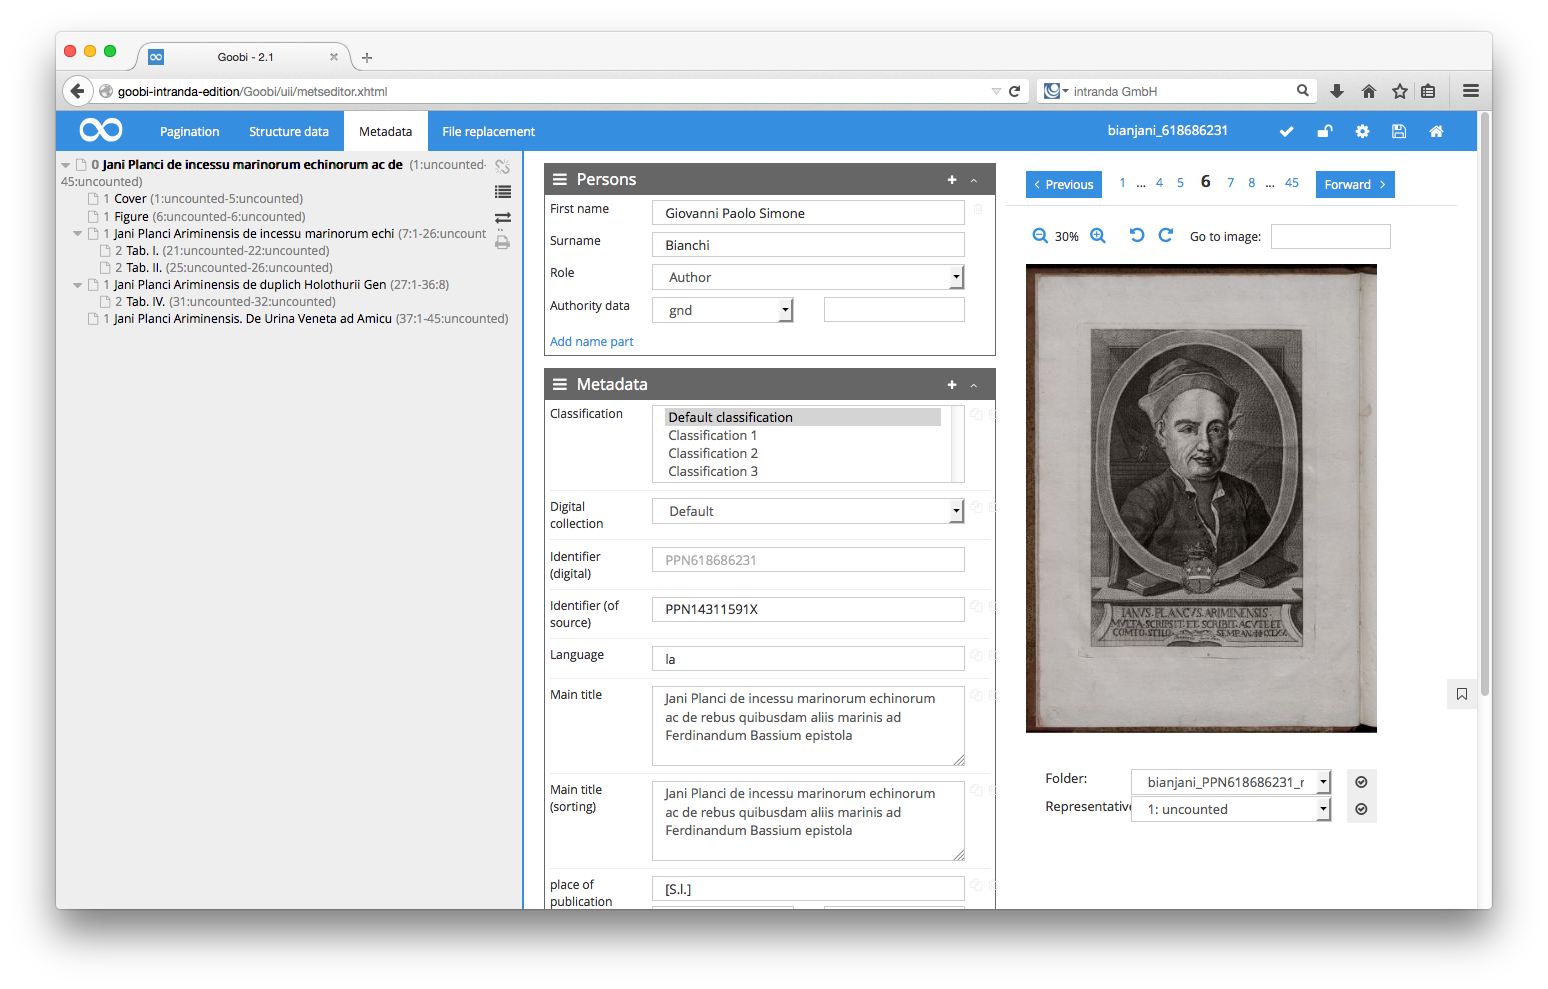 Goobi - 2.1
goobi-intranda-edition/Goobi/uii/metseditor.xhtml
intranda GmbH
Pagination
Structure data
Metadata
File replacement
bianjani_618686231
0 Jani Planci de incessu marinorum echinorum ac de (1:uncounted-
45:uncounted)
1 Cover (1:uncounted-5:uncounted)
1 Figure (6:uncounted-6:uncounted)
1 Jani Planci Ariminensis de incessu marinorum echi (7:1-26:uncount
2 Tab. I. (21:uncounted-22:uncounted)
2 Tab. II. (25:uncounted-26:uncounted)
1 Jani Planci Ariminensis de duplich Holothurii Gen (27:1-36:8)
2 Tab. IV. (31:uncounted-32:uncounted)
1 Jani Planci Ariminensis. De Urina Veneta ad Amicu (37:1-45:uncounted)
Persons
First name
Giovanni Paolo Simone
Surname
Bianchi
Role
Author
Authority data
gnd
Add name part
Metadata
Classification
Default classification
Classification 1
Classification 2
Classification 3
Digital
collection
Default
Identifier
(digital)
PPN618686231
Identifier (of
source)
PPN14311591X
Language
la
Main title
Jani Planci de incessu marinorum echinorum
ac de rebus quibusdam aliis marinis ad
Ferdinandum Bassium epistola
Main title
(sorting)
Jani Planci de incessu marinorum echinorum
ac de rebus quibusdam aliis marinis ad
Ferdinandum Bassium epistola
place of
publication
[S.l.]
Previous
1 ... 4 5 6 7 8 ... 45
Forward
30%
Go to image:
IANVS·PLANCVS·ARIMINENSIS
MVLTA·SCRIPSIT·ET·SCRIBIT·ACVTE·ET
COMTO·STILO
Folder:
bianjani_PPN618686231_r
Representative
1: uncounted